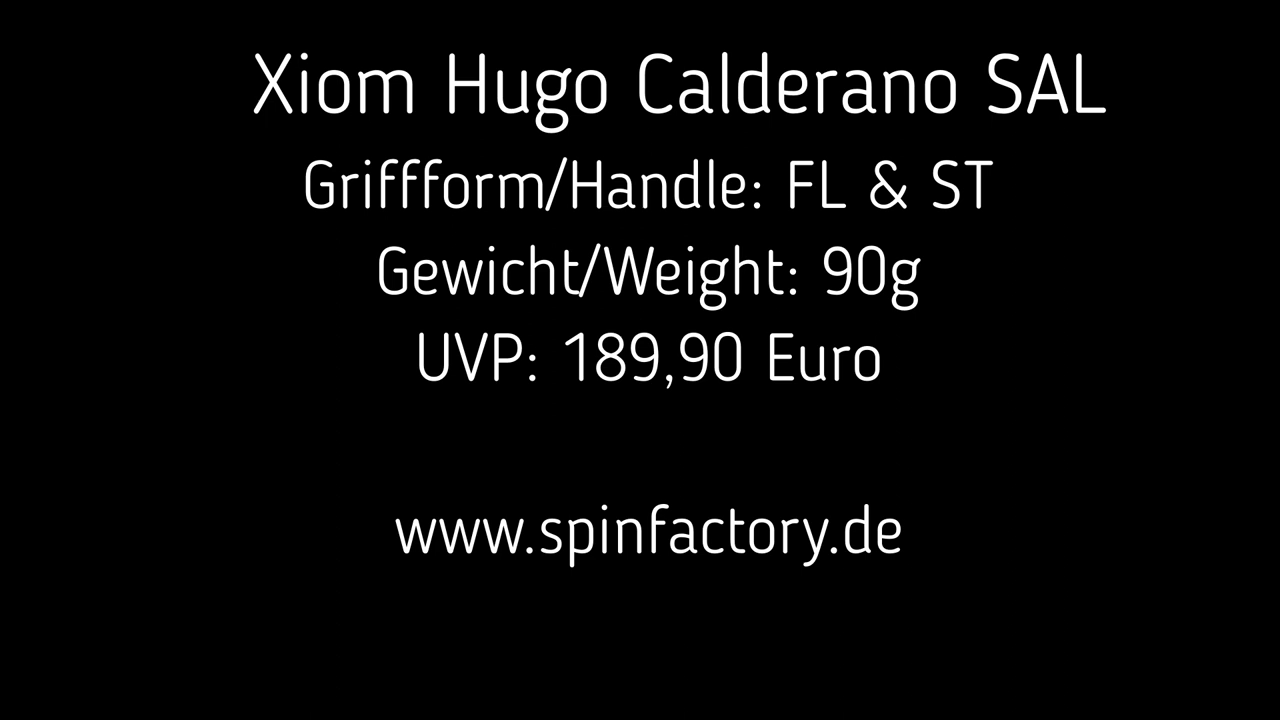 Xiom Hugo Calderano SAL
Griffform/Handle: FL & ST
Gewicht/Weight: 90g
UVP: 189,90 Euro
www.spinfactory.de